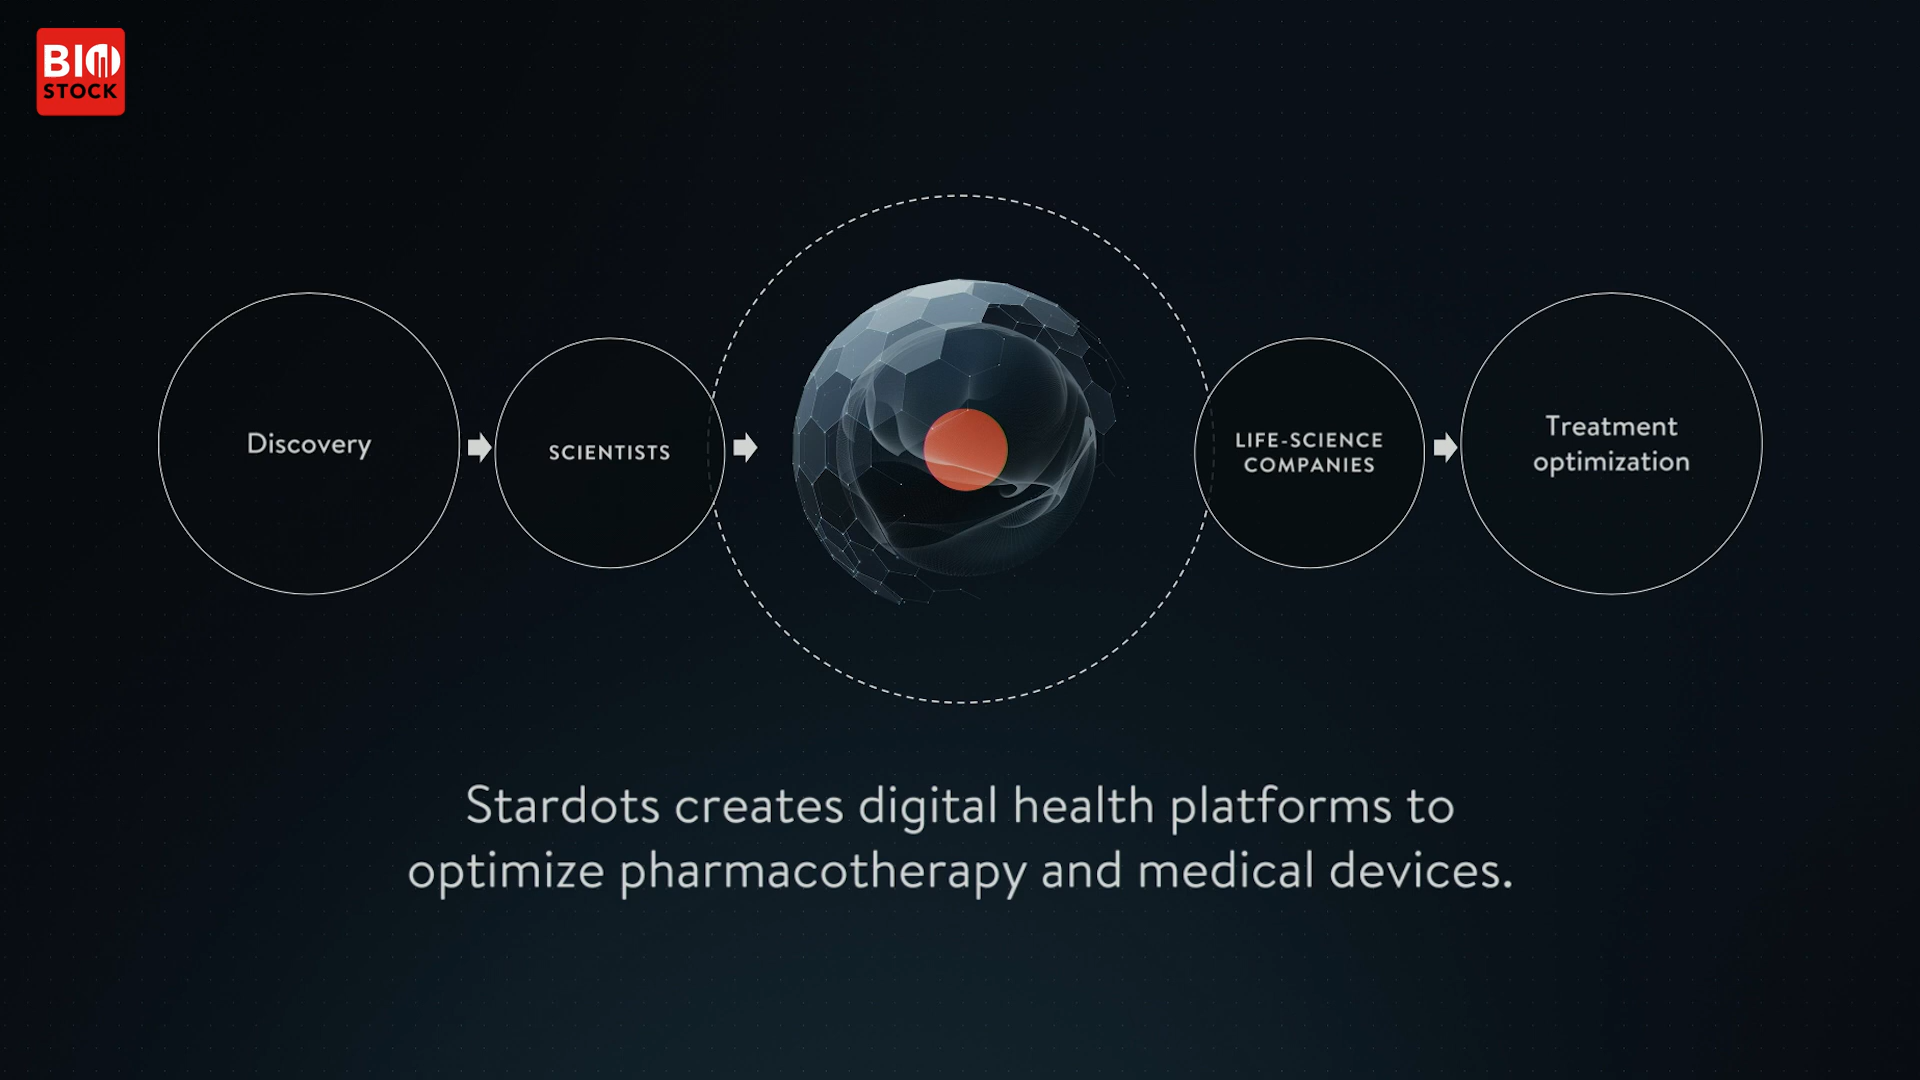 BIO
STOCK
Discovery
SCIENTISTS
LIFE-SCIENCE
COMPANIES
Treatment
optimization
Stardots creates digital health platforms to
optimize pharmacotherapy and medical devices.